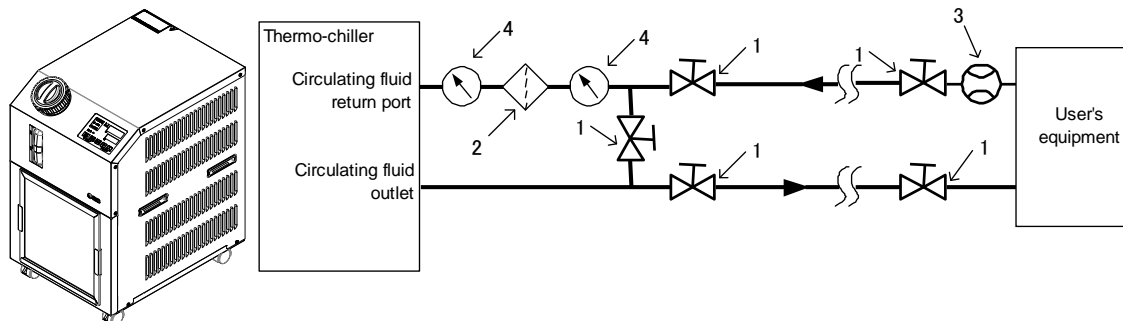 Thermo-chiller
Circulating fluid
return port
Circulating fluid
outlet
4
4
1
1
3
2
1
1
1
User's
equipment